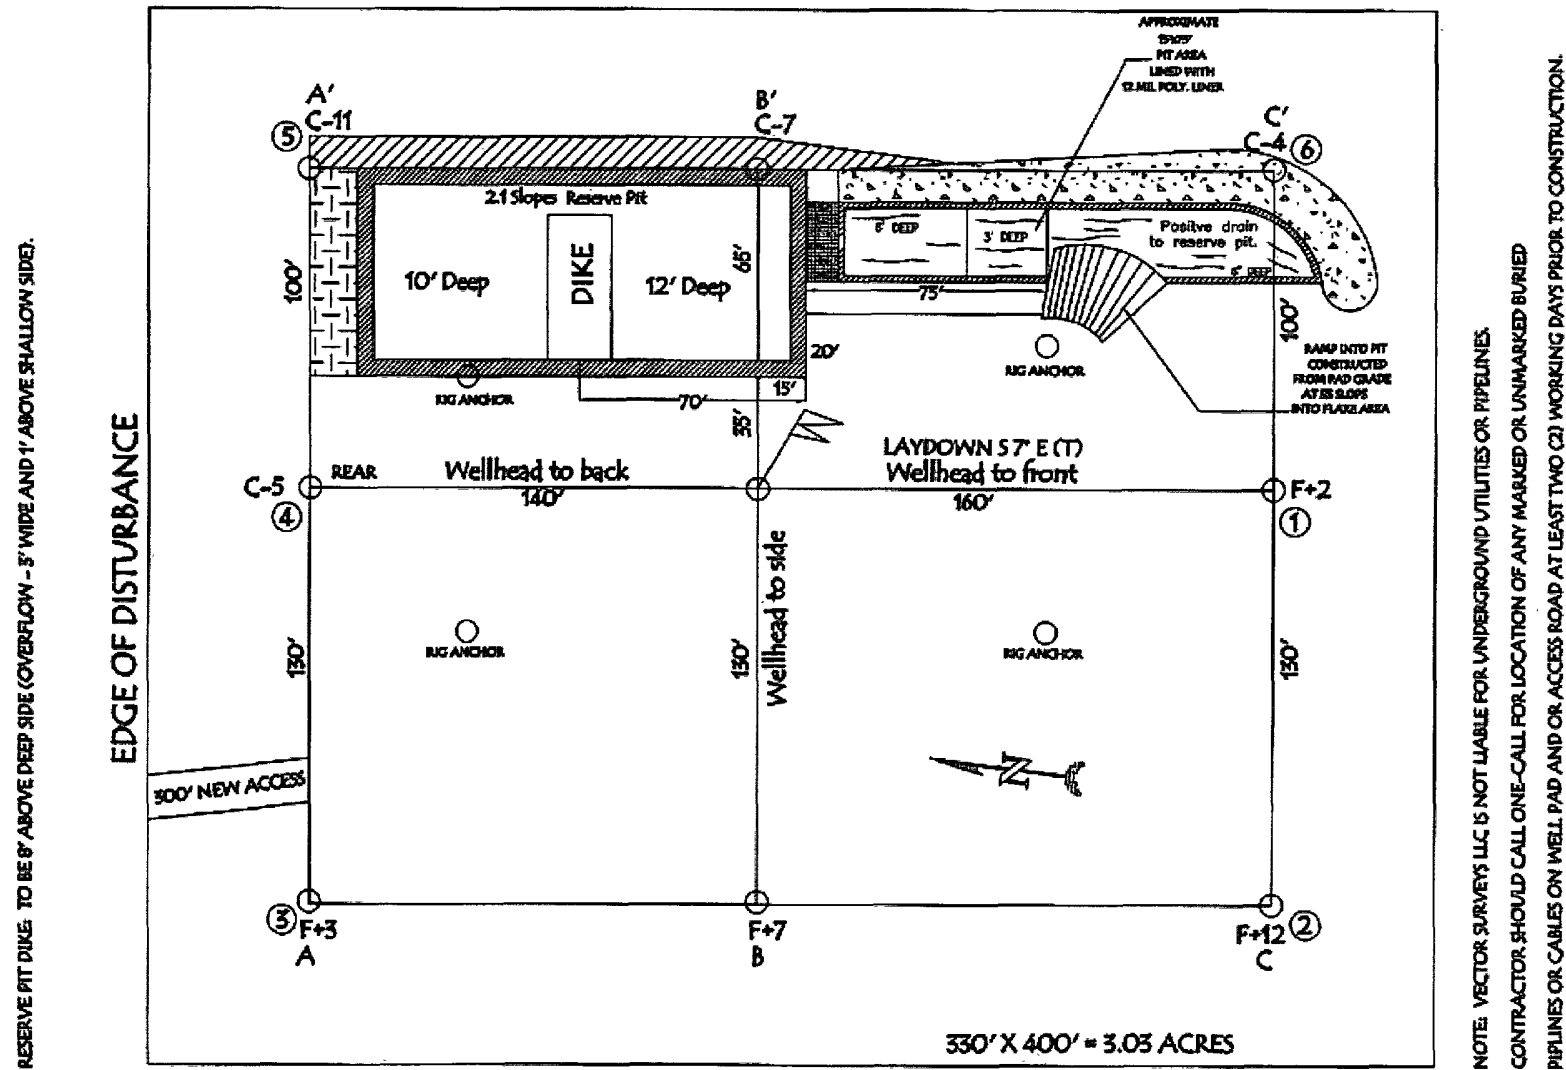 APPROXIMATE
PIT AREA
LINED WITH
12 MIL POLY. LINER
A'
C-11
5
B'
C-7
C'
C-4
6
2:1 Slopes Reserve Pit
10' Deep
DIKE
12' Deep
65'
100'
6' DEEP
3' DEEP
Positive drain
to reserve pit.
6' DEEP
75'
100'
20'
15'
RIG ANCHOR
RIG ANCHOR
70'
35'
RAMP INTO PIT
CONSTRUCTED
FROM PAD GRADE
SLOPE
INTO FLARE AREA
N
C-5
4
REAR
Wellhead to back
140'
LAYDOWN S 7° E (T)
Wellhead to front
160'
F+2
1
130'
RIG ANCHOR
130'
Wellhead to side
RIG ANCHOR
130'
300' NEW ACCESS
N
3
F+3
A
F+7
B
F+12
2
C
330' X 400' = 3.03 ACRES
EDGE OF DISTURBANCE
RESERVE PIT DIKE: TO BE 8' ABOVE DEEP SIDE (OVERFLOW - 3' WIDE AND 1' ABOVE SHALLOW SIDE).
NOTE: VECTOR SURVEYS LLC IS NOT LIABLE FOR UNDERGROUND UTILITIES OR PIPELINES.
CONTRACTOR SHOULD CALL ONE-CALL FOR LOCATION OF ANY MARKED OR UNMARKED BURIED
PIPLINES OR CABLES ON WELL PAD AND OR ACCESS ROAD AT LEAST TWO (2) WORKING DAYS PRIOR TO CONSTRUCTION.